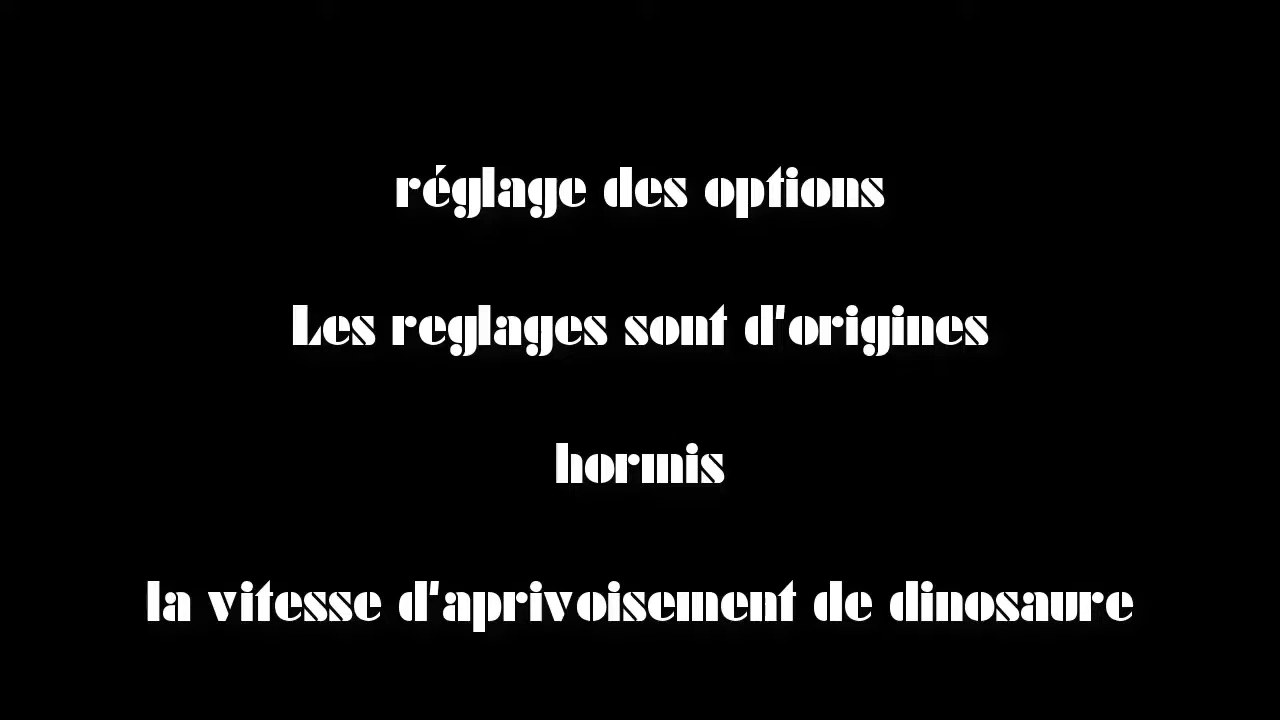 réglage des options
Les reglages sont d'origines
hormis
la vitesse d'aprivoisement de dinosaure